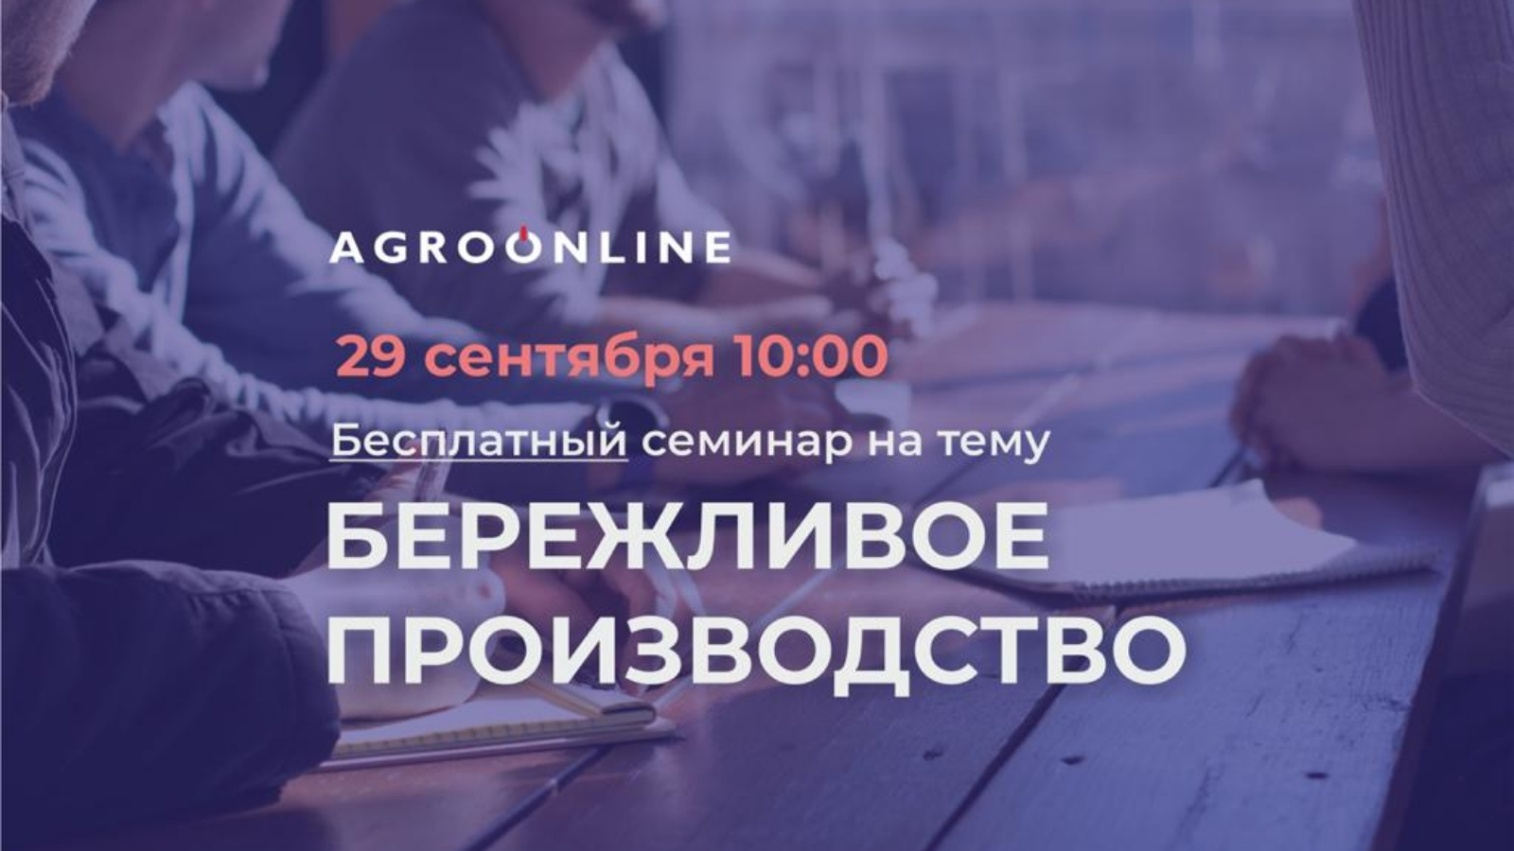 AGROONLINE
29 сентября 10:00
Бесплатный семинар на тему
БЕРЕЖЛИВОЕ
ПРОИЗВОДСТВО